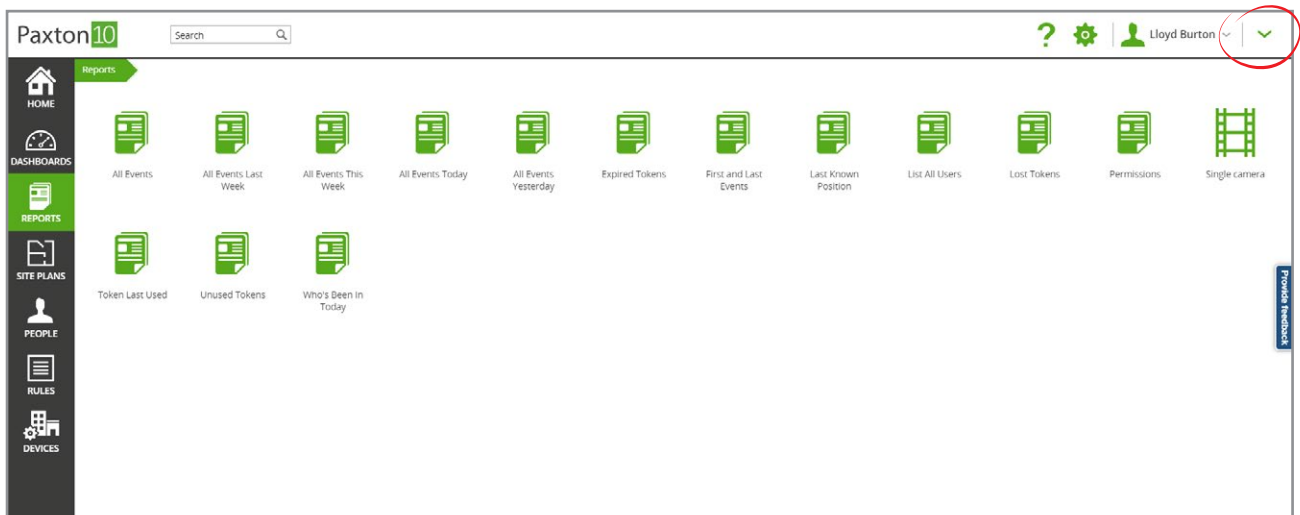 Paxton10
Search
Lloyd Burton
HOME
DASHBOARDS
REPORTS
SITE PLANS
PEOPLE
RULES
DEVICES
Reports
All Events
All Events Last
Week
All Events This
Week
All Events Today
All Events
Yesterday
Expired Tokens
First and Last
Events
Last Known
Position
List All Users
Lost Tokens
Permissions
Single camera
Token Last Used
Unused Tokens
Who's Been In
Today
Provide feedback